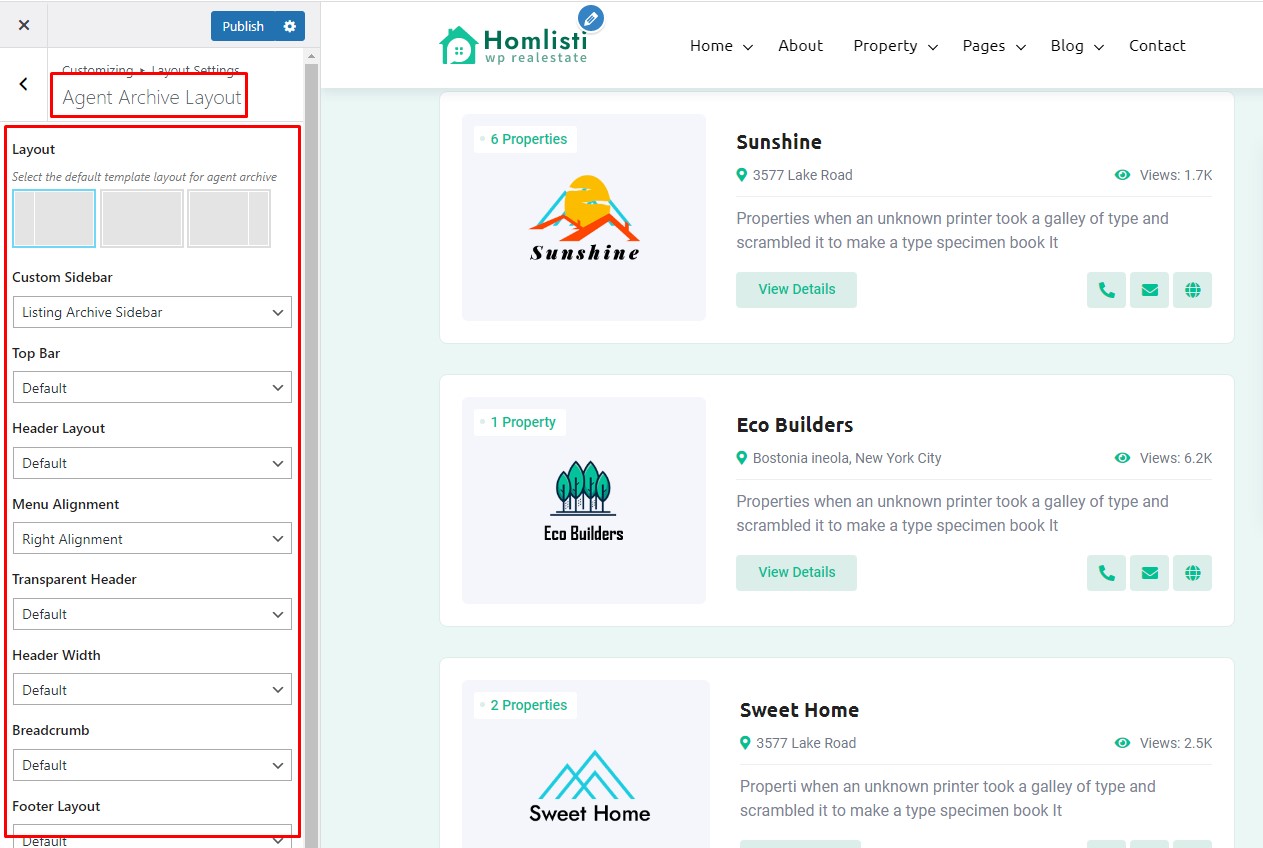 Publish
Customizing ▸ Layout Settings
Agent Archive Layout
Layout
Select the default template layout for agent archive
Custom Sidebar
Listing Archive Sidebar
Top Bar
Default
Header Layout
Default
Menu Alignment
Right Alignment
Transparent Header
Default
Header Width
Default
Breadcrumb
Default
Footer Layout
Default
Homlisti
wp realestate
Home About Property Pages Blog Contact
6 Properties
Sunshine
Sunshine
3577 Lake Road Views: 1.7K
Properties when an unknown printer took a galley of type and
scrambled it to make a type specimen book It
View Details
1 Property
Eco Builders
Eco Builders
Bostonia ineola, New York City Views: 6.2K
Properties when an unknown printer took a galley of type and
scrambled it to make a type specimen book It
View Details
2 Properties
Sweet Home
Sweet Home
3577 Lake Road Views: 2.5K
Properti when an unknown printer took a galley of type and
scrambled it to make a type specimen book It